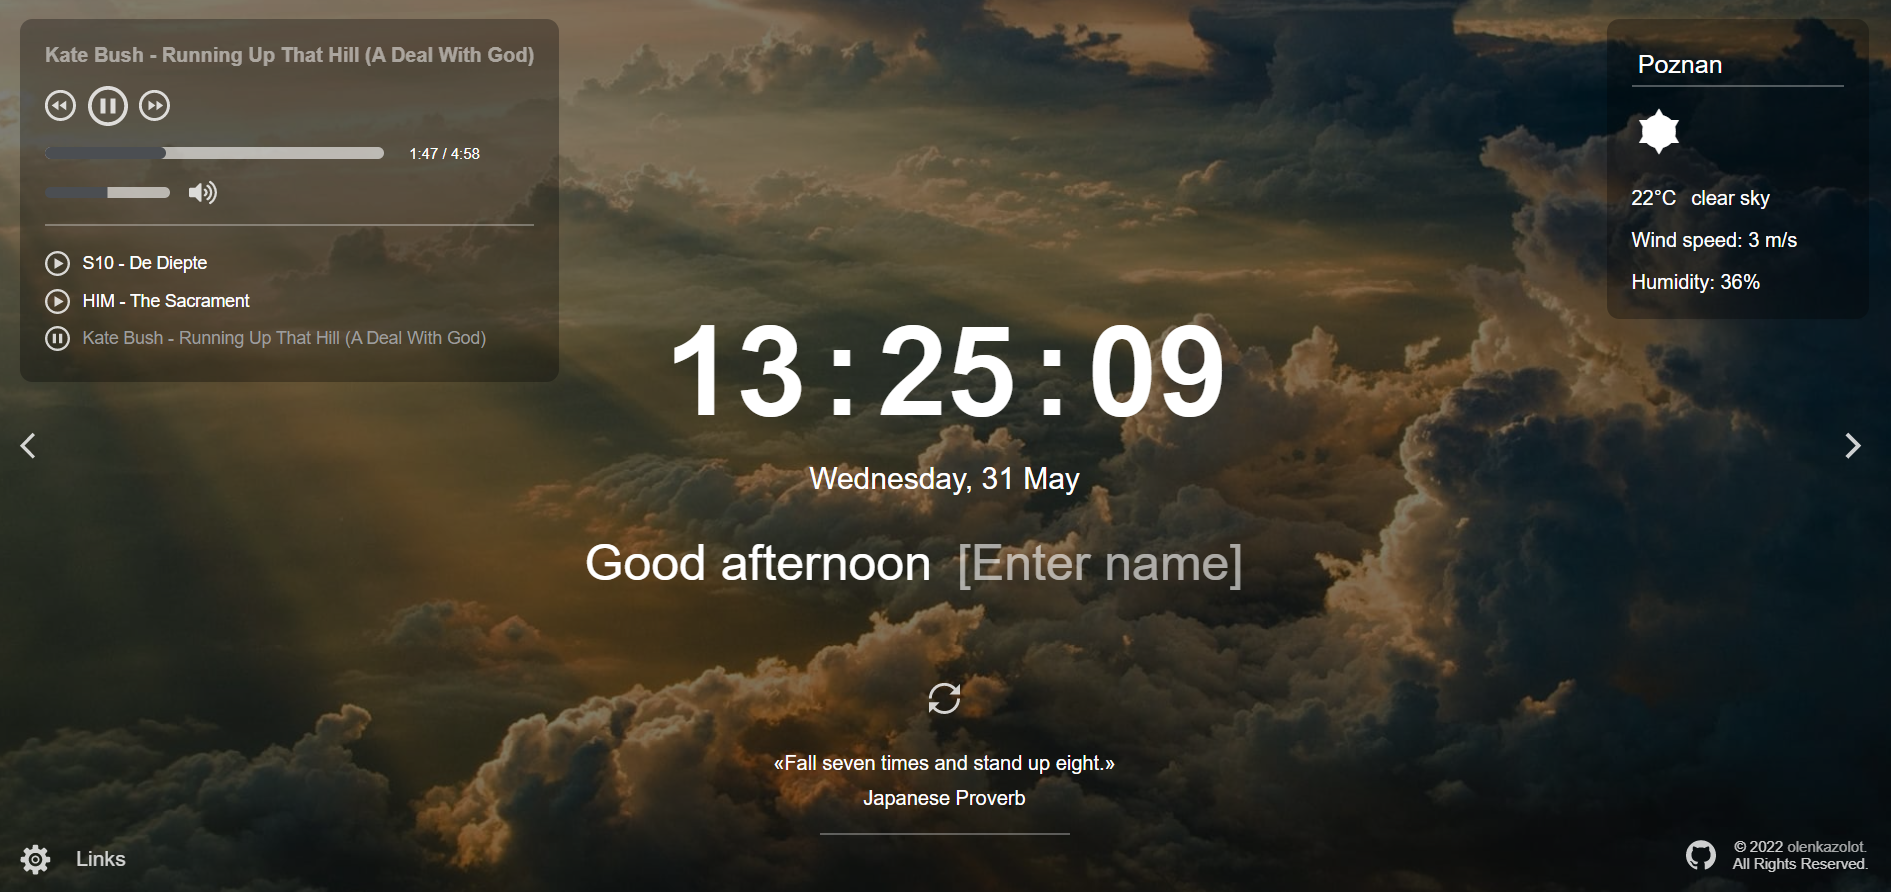 Kate Bush - Running Up That Hill (A Deal With God)
1:47 / 4:58
S10 - De Diepte
HIM - The Sacrament
Kate Bush - Running Up That Hill (A Deal With God)
Poznan
22°C clear sky
Wind speed: 3 m/s
Humidity: 36%
13:25:09
Wednesday, 31 May
Good afternoon [Enter name]
«Fall seven times and stand up eight.»
Japanese Proverb
Links
© 2022 olenkazolot.
All Rights Reserved.